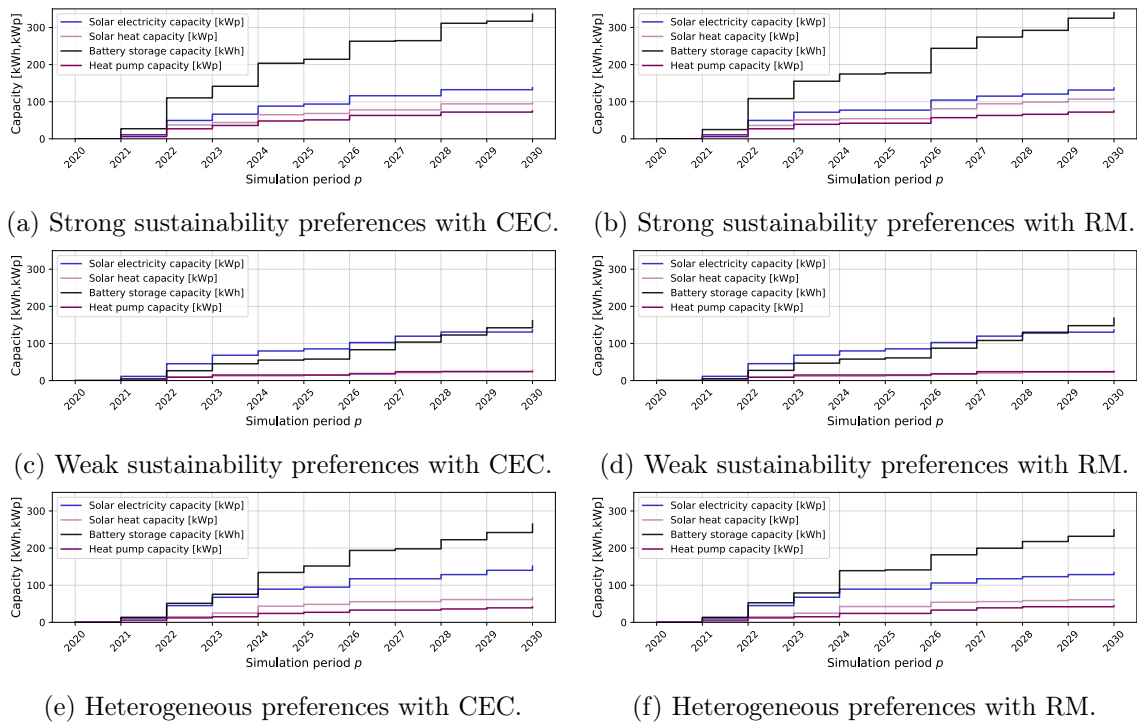 Capacity [kWh,kWp]
300
200
100
0
Solar electricity capacity [kWp]
Solar heat capacity [kWp]
Battery storage capacity [kWh]
Heat pump capacity [kWp]
2020 2021 2022 2023 2024 2025 2026 2027 2028 2029 2030
Simulation period p
(a) Strong sustainability preferences with CEC.
Capacity [kWh,kWp]
300
200
100
0
Solar electricity capacity [kWp]
Solar heat capacity [kWp]
Battery storage capacity [kWh]
Heat pump capacity [kWp]
2020 2021 2022 2023 2024 2025 2026 2027 2028 2029 2030
Simulation period p
(b) Strong sustainability preferences with RM.
Capacity [kWh,kWp]
300
200
100
0
Solar electricity capacity [kWp]
Solar heat capacity [kWp]
Battery storage capacity [kWh]
Heat pump capacity [kWp]
2020 2021 2022 2023 2024 2025 2026 2027 2028 2029 2030
Simulation period p
(c) Weak sustainability preferences with CEC.
Capacity [kWh,kWp]
300
200
100
0
Solar electricity capacity [kWp]
Solar heat capacity [kWp]
Battery storage capacity [kWh]
Heat pump capacity [kWp]
2020 2021 2022 2023 2024 2025 2026 2027 2028 2029 2030
Simulation period p
(d) Weak sustainability preferences with RM.
Capacity [kWh,kWp]
300
200
100
0
Solar electricity capacity [kWp]
Solar heat capacity [kWp]
Battery storage capacity [kWh]
Heat pump capacity [kWp]
2020 2021 2022 2023 2024 2025 2026 2027 2028 2029 2030
Simulation period p
(e) Heterogeneous preferences with CEC.
Capacity [kWh,kWp]
300
200
100
0
Solar electricity capacity [kWp]
Solar heat capacity [kWp]
Battery storage capacity [kWh]
Heat pump capacity [kWp]
2020 2021 2022 2023 2024 2025 2026 2027 2028 2029 2030
Simulation period p
(f) Heterogeneous preferences with RM.